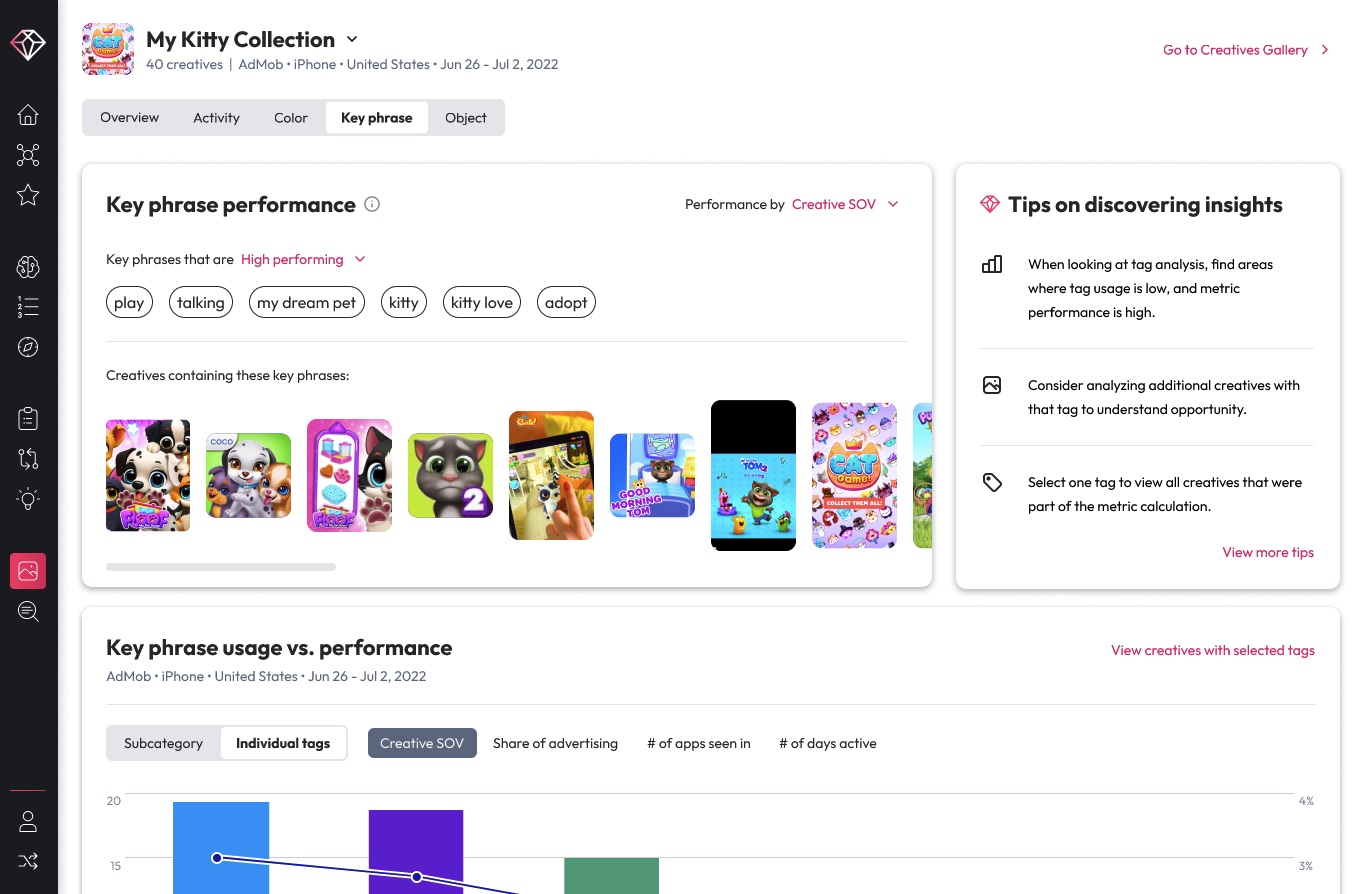 My Kitty Collection
40 creatives | AdMob • iPhone • United States • Jun 26 - Jul 2, 2022
Go to Creatives Gallery
Overview
Activity
Color
Key phrase
Object
Key phrase performance
Performance by Creative SOV
Key phrases that are High performing
play
talking
my dream pet
kitty
kitty love
adopt
Creatives containing these key phrases:
Floof
COCO
Floof
2
GOOD
MORNING
TOM
TOM2
CAT
Game!
COLLECT THEM ALL!
Tips on discovering insights
When looking at tag analysis, find areas
where tag usage is low, and metric
performance is high.
Consider analyzing additional creatives with
that tag to understand opportunity.
Select one tag to view all creatives that were
part of the metric calculation.
View more tips
Key phrase usage vs. performance
AdMob • iPhone • United States • Jun 26 - Jul 2, 2022
View creatives with selected tags
Subcategory
Individual tags
Creative SOV
Share of advertising
# of apps seen in
# of days active
20
4%
15
3%